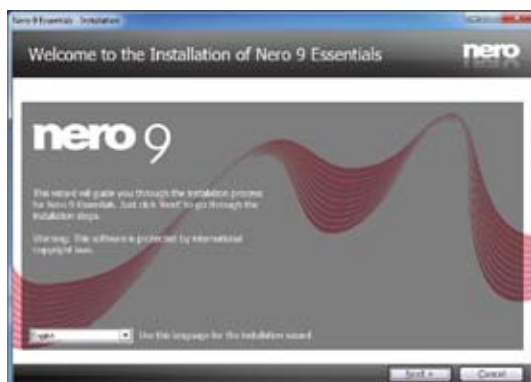 Nero 9 Essentials - Installation
Welcome to the Installation of Nero 9 Essentials
nero
nero 9
This wizard will guide you through the installation process
for Nero 9 Essentials. Just click 'Next' to go through the
installation steps.
Warning: This software is protected by international
copyright laws.
English
Use this language for the installation wizard
Next >
Cancel